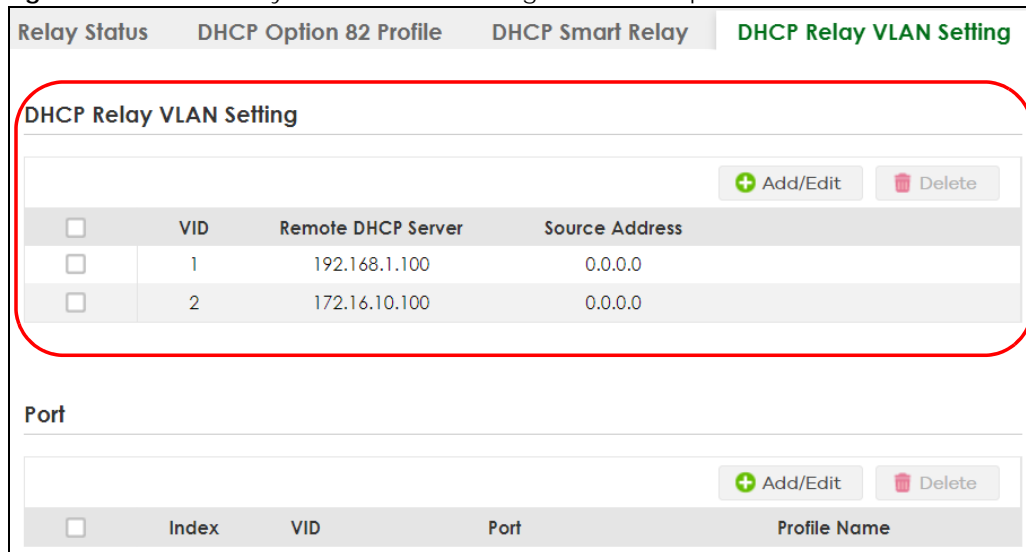 Relay Status DHCP Option 82 Profile DHCP Smart Relay DHCP Relay VLAN Setting
DHCP Relay VLAN Setting
Add/Edit Delete
VID Remote DHCP Server Source Address
1 192.168.1.100 0.0.0.0
2 172.16.10.100 0.0.0.0
Port
Add/Edit Delete
Index VID Port Profile Name